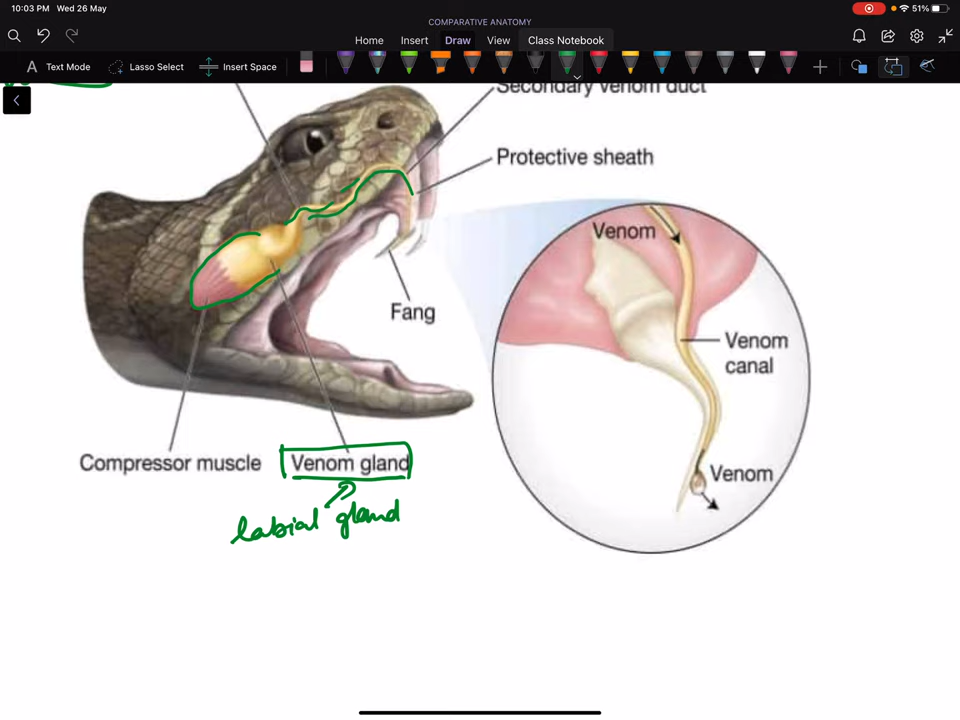 10:03 PM Wed 26 May
51%
COMPARATIVE ANATOMY
Home Insert Draw View Class Notebook
Text Mode Lasso Select Insert Space
Secondary venom duct
Protective sheath
Venom
Fang
Venom
canal
Compressor muscle
Venom gland
Venom
labial gland